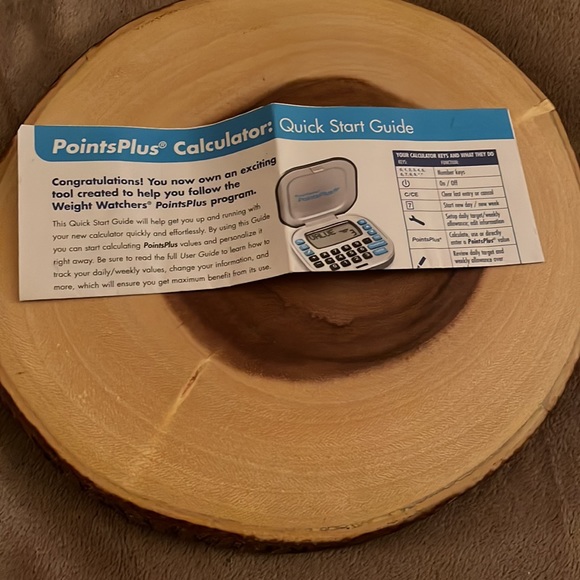 PointsPlus® Calculator: Quick Start Guide
Congratulations! You now own an exciting
tool created to help you follow the
Weight Watchers® PointsPlus program.
This Quick Start Guide will help get you up and running with
your new calculator quickly and effortlessly. By using this Guide
you can start calculating PointsPlus values and personalize it
right away. Be sure to read the full User Guide to learn how to
track your daily/weekly values, change your information, and
more, which will ensure you get maximum benefit from its use.
PointsPlus®
VALUE
YOUR CALCULATOR KEYS AND WHAT THEY DO
KEYS FUNCTION
Number keys
On / Off
C/CE Clear last entry or cancel
7 Start new day / new week
Setup daily target/weekly
allowance, edit information
PointsPlus® Calculate, use or directly
enter a PointsPlus® value
Review daily target and
weekly allowance over